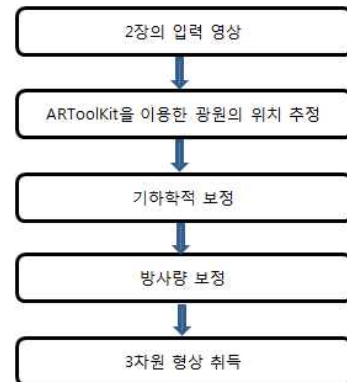 2장의 입력 영상
ARToolKit을 이용한 광원의 위치 추정
기하학적 보정
방사량 보정
3차원 형상 취득